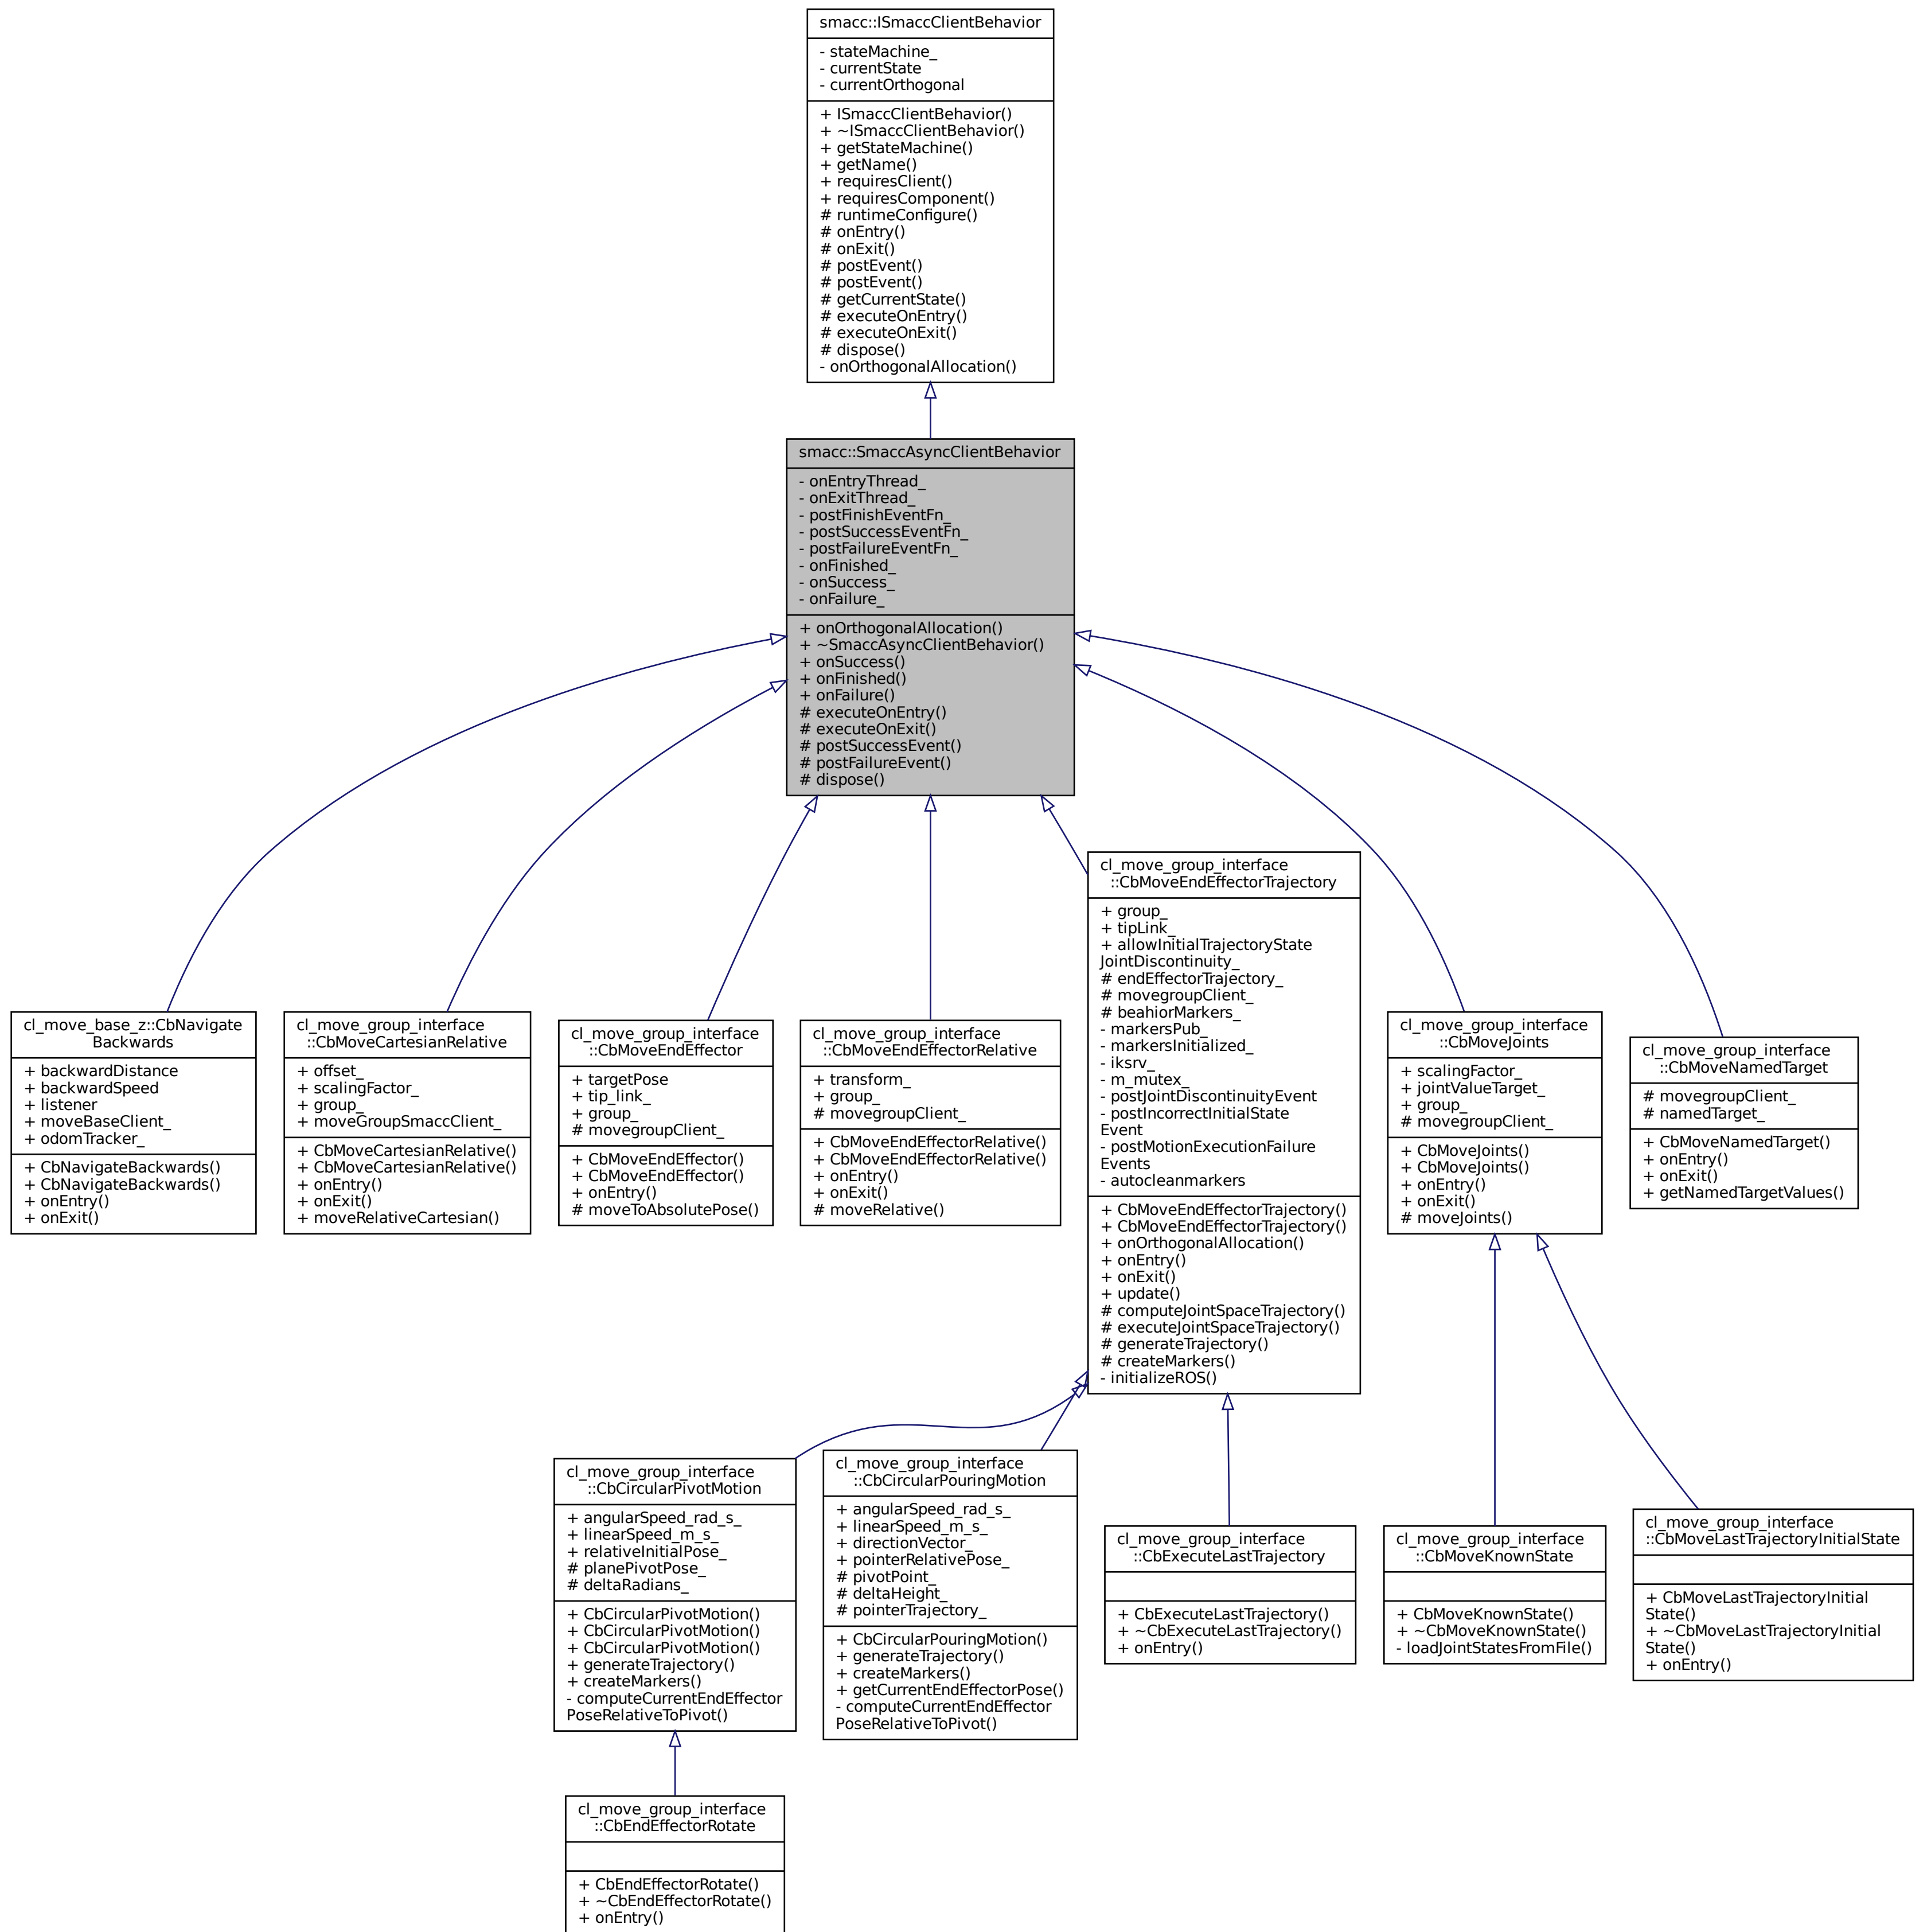 smacc::ISmaccClientBehavior
- stateMachine_
- currentState
- currentOrthogonal
+ ISmaccClientBehavior()
+ ~ISmaccClientBehavior()
+ getStateMachine()
+ getName()
+ requiresClient()
+ requiresComponent()
# runtimeConfigure()
# onEntry()
# onExit()
# postEvent()
# postEvent()
# getCurrentState()
# executeOnEntry()
# executeOnExit()
# dispose()
- onOrthogonalAllocation()
smacc::SmaccAsyncClientBehavior
- onEntryThread_
- onExitThread_
- postFinishEventFn_
- postSuccessEventFn_
- postFailureEventFn_
- onFinished_
- onSuccess_
- onFailure_
+ onOrthogonalAllocation()
+ ~SmaccAsyncClientBehavior()
+ onSuccess()
+ onFinished()
+ onFailure()
# executeOnEntry()
# executeOnExit()
# postSuccessEvent()
# postFailureEvent()
# dispose()
cl_move_base_z::CbNavigate
Backwards
+ backwardDistance
+ backwardSpeed
+ listener
+ moveBaseClient_
+ odomTracker_
+ CbNavigateBackwards()
+ CbNavigateBackwards()
+ onEntry()
+ onExit()
cl_move_group_interface
::CbMoveCartesianRelative
+ offset_
+ scalingFactor_
+ group_
+ moveGroupSmaccClient_
+ CbMoveCartesianRelative()
+ CbMoveCartesianRelative()
+ onEntry()
+ onExit()
+ moveRelativeCartesian()
cl_move_group_interface
::CbMoveEndEffector
+ targetPose
+ tip_link_
+ group_
# movegroupClient_
+ CbMoveEndEffector()
+ CbMoveEndEffector()
+ onEntry()
# moveToAbsolutePose()
cl_move_group_interface
::CbMoveEndEffectorRelative
+ transform_
+ group_
# movegroupClient_
+ CbMoveEndEffectorRelative()
+ CbMoveEndEffectorRelative()
+ onEntry()
+ onExit()
# moveRelative()
cl_move_group_interface
::CbMoveEndEffectorTrajectory
+ group_
+ tipLink_
+ allowInitialTrajectoryState
JointDiscontinuity_
# endEffectorTrajectory_
# movegroupClient_
# beahiorMarkers_
- markersPub_
- markersInitialized_
- iksrv_
- m_mutex_
- postJointDiscontinuityEvent
- postIncorrectInitialState
Event
- postMotionExecutionFailure
Events
- autocleanmarkers
+ CbMoveEndEffectorTrajectory()
+ CbMoveEndEffectorTrajectory()
+ onOrthogonalAllocation()
+ onEntry()
+ onExit()
+ update()
# computeJointSpaceTrajectory()
# executeJointSpaceTrajectory()
# generateTrajectory()
# createMarkers()
- initializeROS()
cl_move_group_interface
::CbMoveJoints
+ scalingFactor_
+ jointValueTarget_
+ group_
# movegroupClient_
+ CbMoveJoints()
+ CbMoveJoints()
+ onEntry()
+ onExit()
# moveJoints()
cl_move_group_interface
::CbMoveNamedTarget
# movegroupClient_
# namedTarget_
+ CbMoveNamedTarget()
+ onEntry()
+ onExit()
+ getNamedTargetValues()
cl_move_group_interface
::CbCircularPivotMotion
+ angularSpeed_rad_s_
+ linearSpeed_m_s_
+ relativeInitialPose_
# planePivotPose_
# deltaRadians_
+ CbCircularPivotMotion()
+ CbCircularPivotMotion()
+ CbCircularPivotMotion()
+ generateTrajectory()
+ createMarkers()
- computeCurrentEndEffector
PoseRelativeToPivot()
cl_move_group_interface
::CbCircularPouringMotion
+ angularSpeed_rad_s_
+ linearSpeed_m_s_
+ directionVector_
+ pointerRelativePose_
# pivotPoint_
# deltaHeight_
# pointerTrajectory_
+ CbCircularPouringMotion()
+ generateTrajectory()
+ createMarkers()
+ getCurrentEndEffectorPose()
- computeCurrentEndEffector
PoseRelativeToPivot()
cl_move_group_interface
::CbExecuteLastTrajectory
+ CbExecuteLastTrajectory()
+ ~CbExecuteLastTrajectory()
+ onEntry()
cl_move_group_interface
::CbMoveKnownState
+ CbMoveKnownState()
+ ~CbMoveKnownState()
- loadJointStatesFromFile()
cl_move_group_interface
::CbMoveLastTrajectoryInitialState
+ CbMoveLastTrajectoryInitial
State()
+ ~CbMoveLastTrajectoryInitial
State()
+ onEntry()
cl_move_group_interface
::CbEndEffectorRotate
+ CbEndEffectorRotate()
+ ~CbEndEffectorRotate()
+ onEntry()